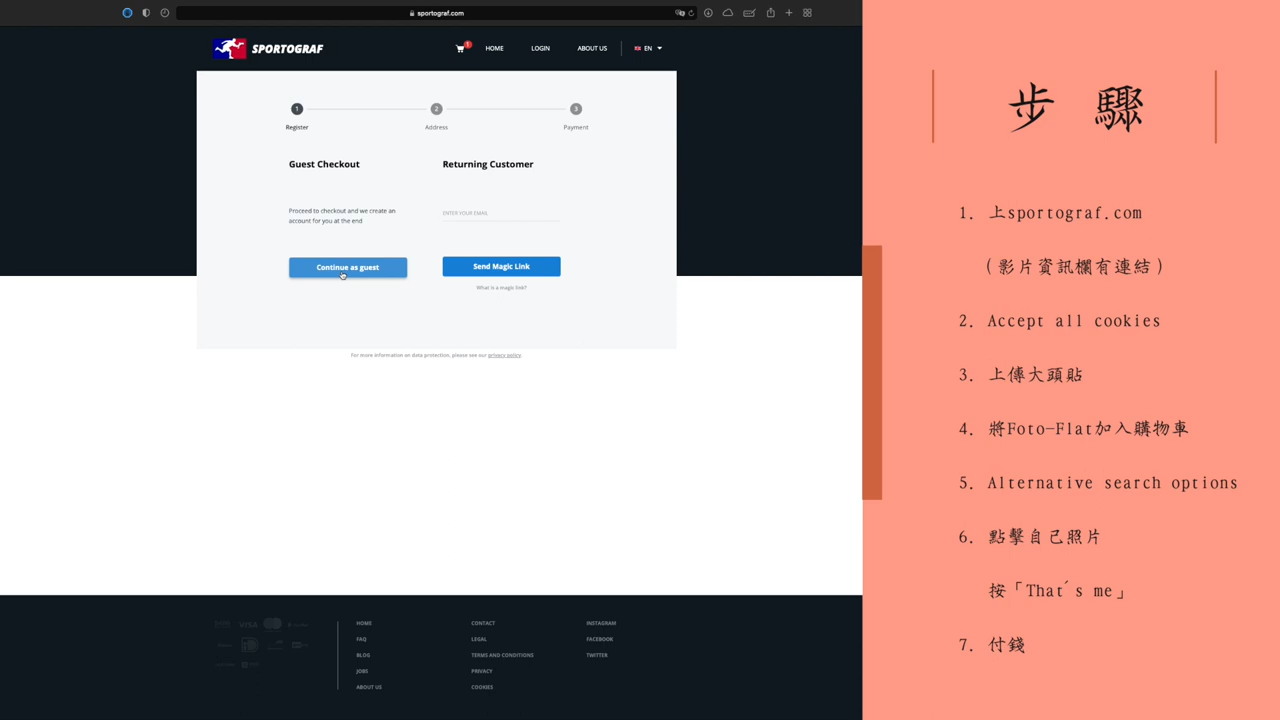 sportograf.com
SPORTOGRAF
1
HOME
LOGIN
ABOUT US
EN
1
2
3
Register
Address
Payment
Guest Checkout
Returning Customer
Proceed to checkout and we create an
account for you at the end
ENTER YOUR EMAIL
Continue as guest
Send Magic Link
What is a magic link?
For more information on data protection, please see our privacy policy.
VISA
HOME
FAQ
BLOG
JOBS
ABOUT US
CONTACT
LEGAL
TERMS AND CONDITIONS
PRIVACY
COOKIES
INSTAGRAM
FACEBOOK
TWITTER
步 驟
1. 上sportograf.com
(影片資訊欄有連結)
2. Accept all cookies
3. 上傳大頭貼
4. 將Foto-Flat加入購物車
5. Alternative search options
6. 點擊自己照片
按「That´s me」
7. 付錢